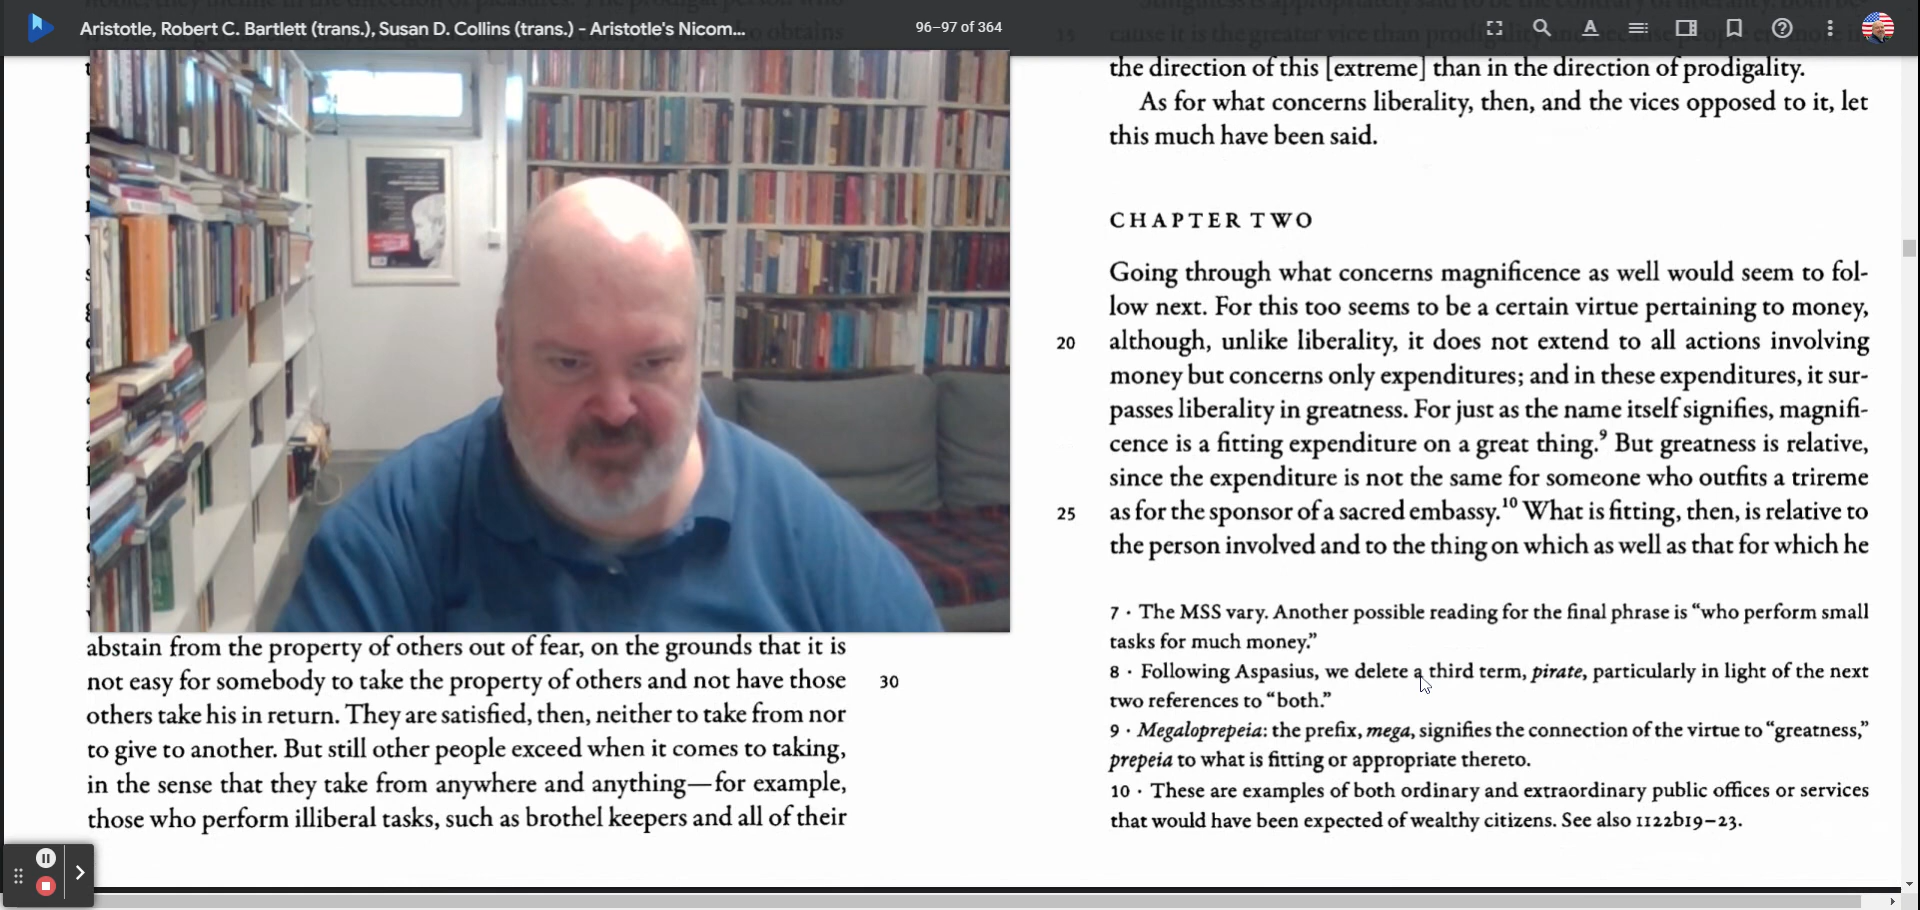 Aristotle, Robert C. Bartlett (trans.), Susan D. Collins (trans.) - Aristotle's Nicom...
96–97 of 364
abstain from the property of others out of fear, on the grounds that it is
not easy for somebody to take the property of others and not have those 30
others take his in return. They are satisfied, then, neither to take from nor
to give to another. But still other people exceed when it comes to taking,
in the sense that they take from anywhere and anything—for example,
those who perform illiberal tasks, such as brothel keepers and all of their
15 cause it is the greater vice than prodigality and because people err more in
the direction of this [extreme] than in the direction of prodigality.
As for what concerns liberality, then, and the vices opposed to it, let
this much have been said.
CHAPTER TWO
Going through what concerns magnificence as well would seem to fol-
low next. For this too seems to be a certain virtue pertaining to money,
20 although, unlike liberality, it does not extend to all actions involving
money but concerns only expenditures; and in these expenditures, it sur-
passes liberality in greatness. For just as the name itself signifies, magnifi-
cence is a fitting expenditure on a great thing.⁹ But greatness is relative,
since the expenditure is not the same for someone who outfits a trireme
25 as for the sponsor of a sacred embassy.¹⁰ What is fitting, then, is relative to
the person involved and to the thing on which as well as that for which he
7 · The MSS vary. Another possible reading for the final phrase is “who perform small
tasks for much money.”
8 · Following Aspasius, we delete a third term, pirate, particularly in light of the next
two references to “both.”
9 · Megaloprepeia: the prefix, mega, signifies the connection of the virtue to “greatness,”
prepeia to what is fitting or appropriate thereto.
10 · These are examples of both ordinary and extraordinary public offices or services
that would have been expected of wealthy citizens. See also 1122b19–23.